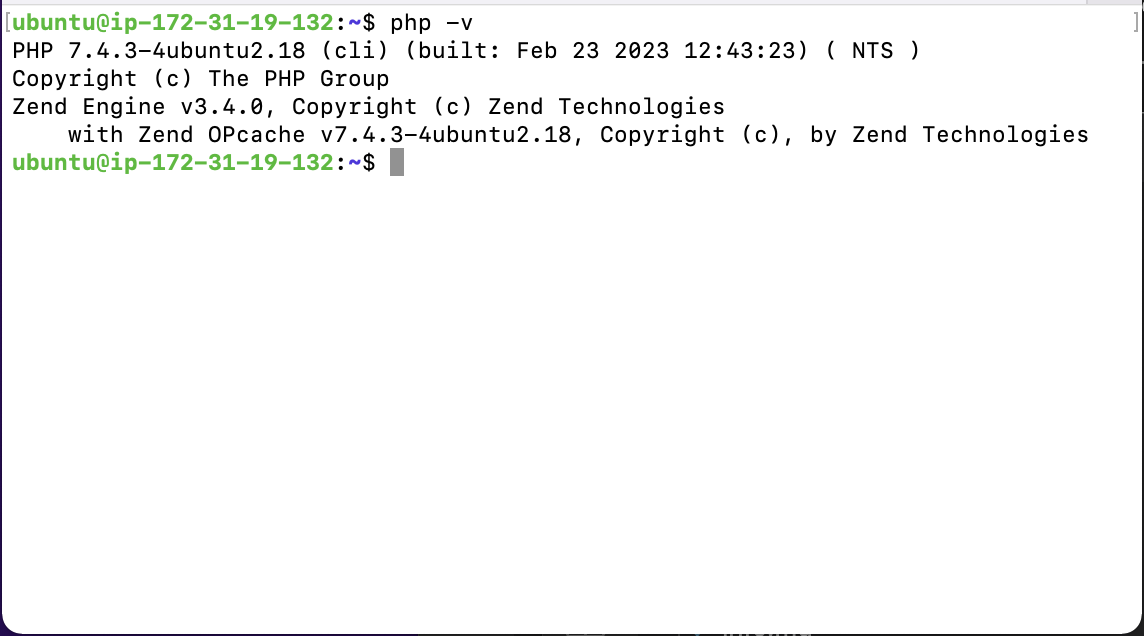 [ubuntu@ip-172-31-19-132:~$ php -v ]
PHP 7.4.3-4ubuntu2.18 (cli) (built: Feb 23 2023 12:43:23) ( NTS )
Copyright (c) The PHP Group
Zend Engine v3.4.0, Copyright (c) Zend Technologies
    with Zend OPcache v7.4.3-4ubuntu2.18, Copyright (c), by Zend Technologies
ubuntu@ip-172-31-19-132:~$